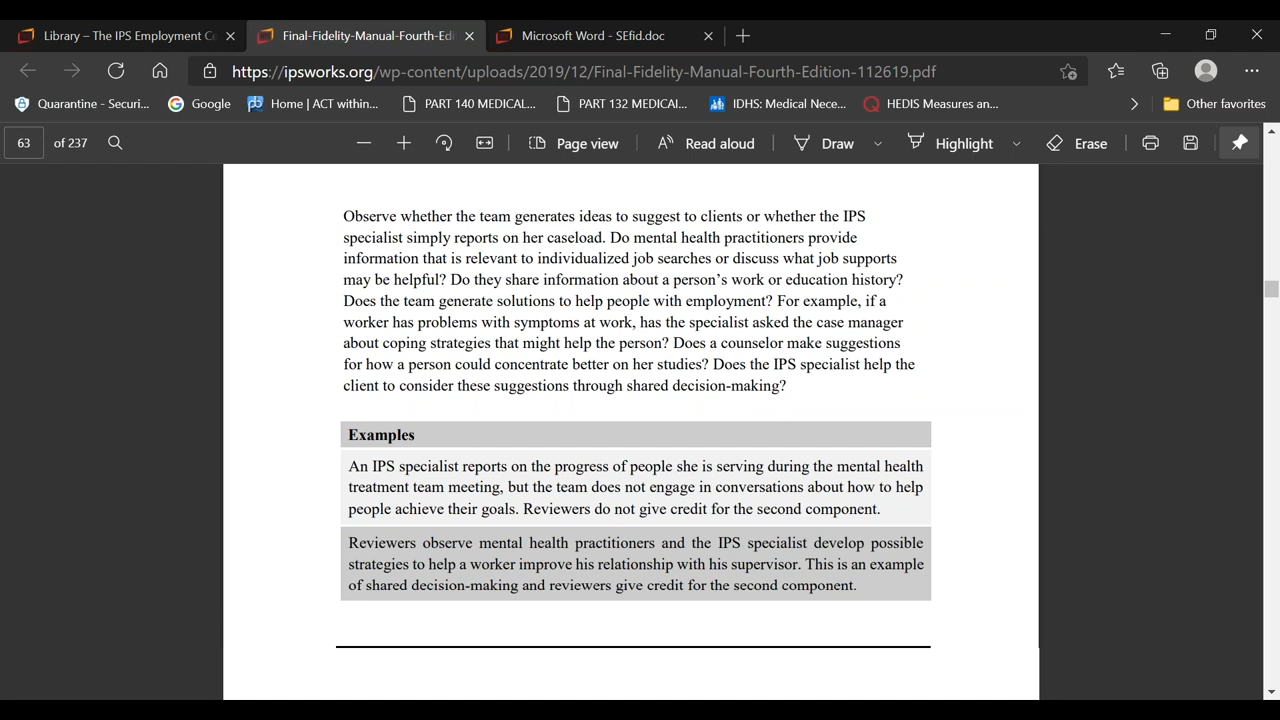 Library – The IPS Employment Ce
Final-Fidelity-Manual-Fourth-Edi
Microsoft Word - SEfid.doc
https://ipsworks.org/wp-content/uploads/2019/12/Final-Fidelity-Manual-Fourth-Edition-112619.pdf
Quarantine - Securi... Google Home | ACT within... PART 140 MEDICAL... PART 132 MEDICAI... IDHS: Medical Nece... HEDIS Measures an... Other favorites
63 of 237 Page view Read aloud Draw Highlight Erase
Observe whether the team generates ideas to suggest to clients or whether the IPS
specialist simply reports on her caseload. Do mental health practitioners provide
information that is relevant to individualized job searches or discuss what job supports
may be helpful? Do they share information about a person's work or education history?
Does the team generate solutions to help people with employment? For example, if a
worker has problems with symptoms at work, has the specialist asked the case manager
about coping strategies that might help the person? Does a counselor make suggestions
for how a person could concentrate better on her studies? Does the IPS specialist help the
client to consider these suggestions through shared decision-making?
Examples
An IPS specialist reports on the progress of people she is serving during the mental health
treatment team meeting, but the team does not engage in conversations about how to help
people achieve their goals. Reviewers do not give credit for the second component.
Reviewers observe mental health practitioners and the IPS specialist develop possible
strategies to help a worker improve his relationship with his supervisor. This is an example
of shared decision-making and reviewers give credit for the second component.